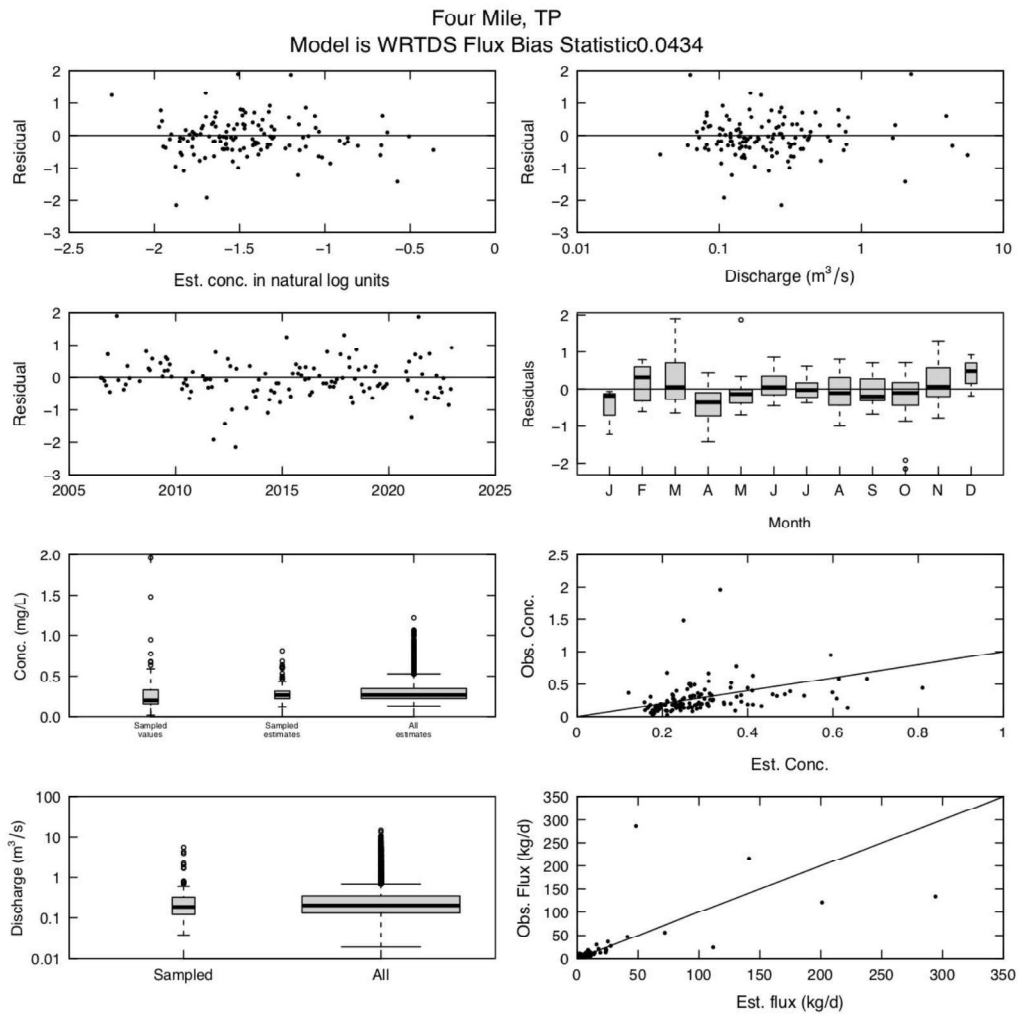 Four Mile, TP
Model is WRTDS Flux Bias Statistic0.0434
2
1
0
−1
−2
−3
Residual
−2.5 −2 −1.5 −1 −0.5 0
Est. conc. in natural log units
2
1
0
−1
−2
−3
Residual
0.01 0.1 1 10
Discharge (m³/s)
2
1
0
−1
−2
−3
Residual
2005 2010 2015 2020 2025
2
1
0
−1
−2
Residuals
J F M A M J J A S O N D
Month
2.0
1.5
1.0
0.5
0.0
Conc. (mg/L)
Sampled values
Sampled estimates
All estimates
2.5
2
1.5
1
0.5
0
Obs. Conc.
0 0.2 0.4 0.6 0.8 1
Est. Conc.
100
10
1
0.1
0.01
Discharge (m³/s)
Sampled All
350
300
250
200
150
100
50
0
Obs. Flux (kg/d)
0 50 100 150 200 250 300 350
Est. flux (kg/d)